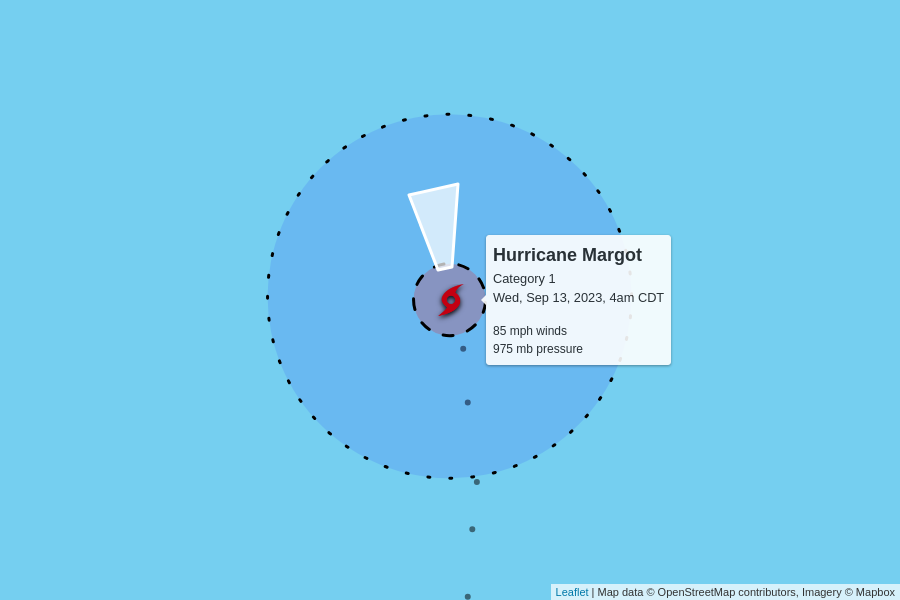 Hurricane Margot
Category 1
Wed, Sep 13, 2023, 4am CDT
85 mph winds
975 mb pressure
Leaflet | Map data © OpenStreetMap contributors, Imagery © Mapbox